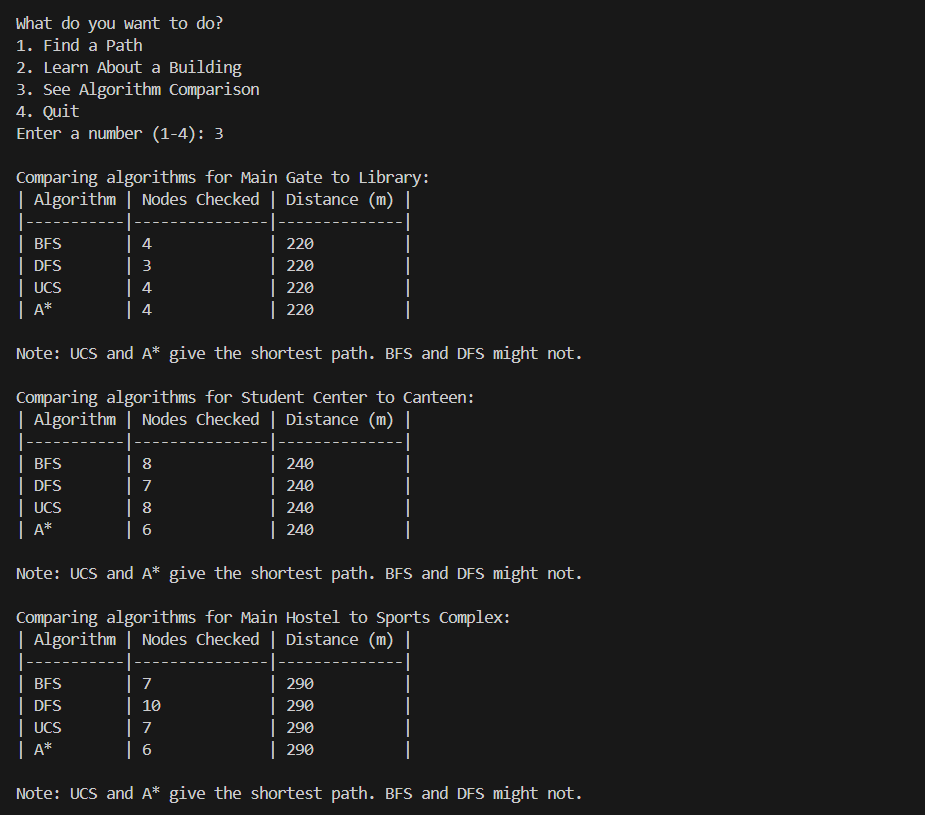 What do you want to do?
1. Find a Path
2. Learn About a Building
3. See Algorithm Comparison
4. Quit
Enter a number (1-4): 3
Comparing algorithms for Main Gate to Library:
| Algorithm | Nodes Checked | Distance (m) |
|-----------|---------------|--------------|
| BFS       | 4             | 220          |
| DFS       | 3             | 220          |
| UCS       | 4             | 220          |
| A*        | 4             | 220          |
Note: UCS and A* give the shortest path. BFS and DFS might not.
Comparing algorithms for Student Center to Canteen:
| Algorithm | Nodes Checked | Distance (m) |
|-----------|---------------|--------------|
| BFS       | 8             | 240          |
| DFS       | 7             | 240          |
| UCS       | 8             | 240          |
| A*        | 6             | 240          |
Note: UCS and A* give the shortest path. BFS and DFS might not.
Comparing algorithms for Main Hostel to Sports Complex:
| Algorithm | Nodes Checked | Distance (m) |
|-----------|---------------|--------------|
| BFS       | 7             | 290          |
| DFS       | 10            | 290          |
| UCS       | 7             | 290          |
| A*        | 6             | 290          |
Note: UCS and A* give the shortest path. BFS and DFS might not.